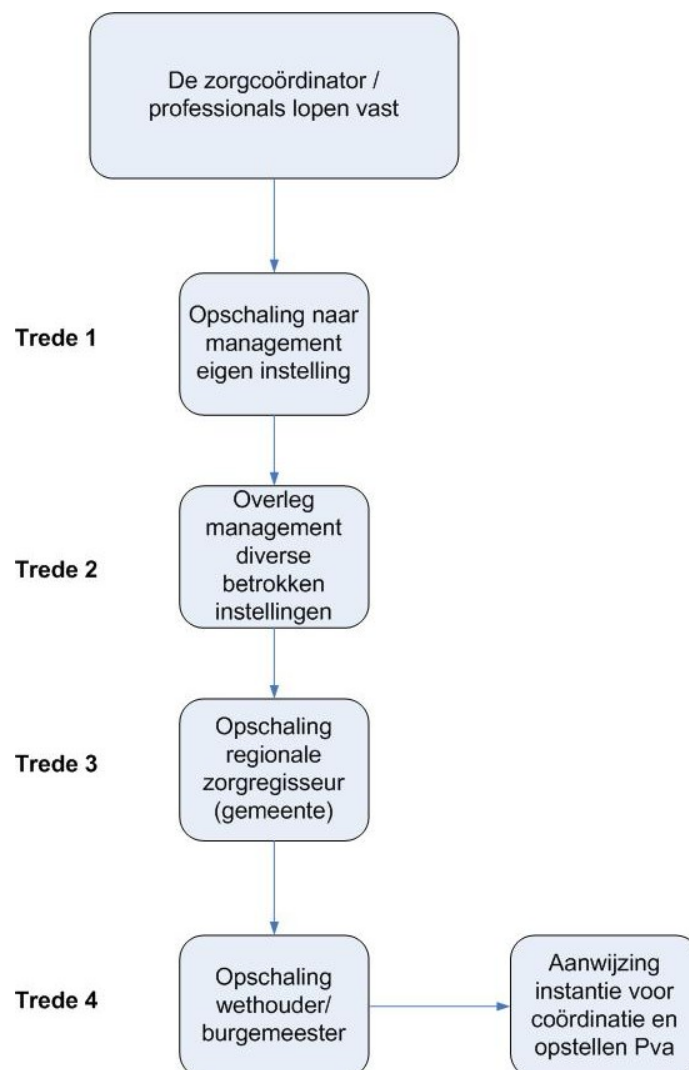 De zorgcoördinator /
professionals lopen vast
Trede 1
Opschaling naar
management
eigen instelling
Trede 2
Overleg
management
diverse
betrokken
instellingen
Trede 3
Opschaling
regionale
zorgregisseur
(gemeente)
Trede 4
Opschaling
wethouder/
burgemeester
Aanwijzing
instantie voor
coördinatie en
opstellen Pva